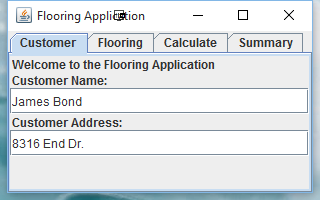 Flooring Application
Customer Flooring Calculate Summary
Welcome to the Flooring Application
Customer Name:
James Bond
Customer Address:
8316 End Dr.